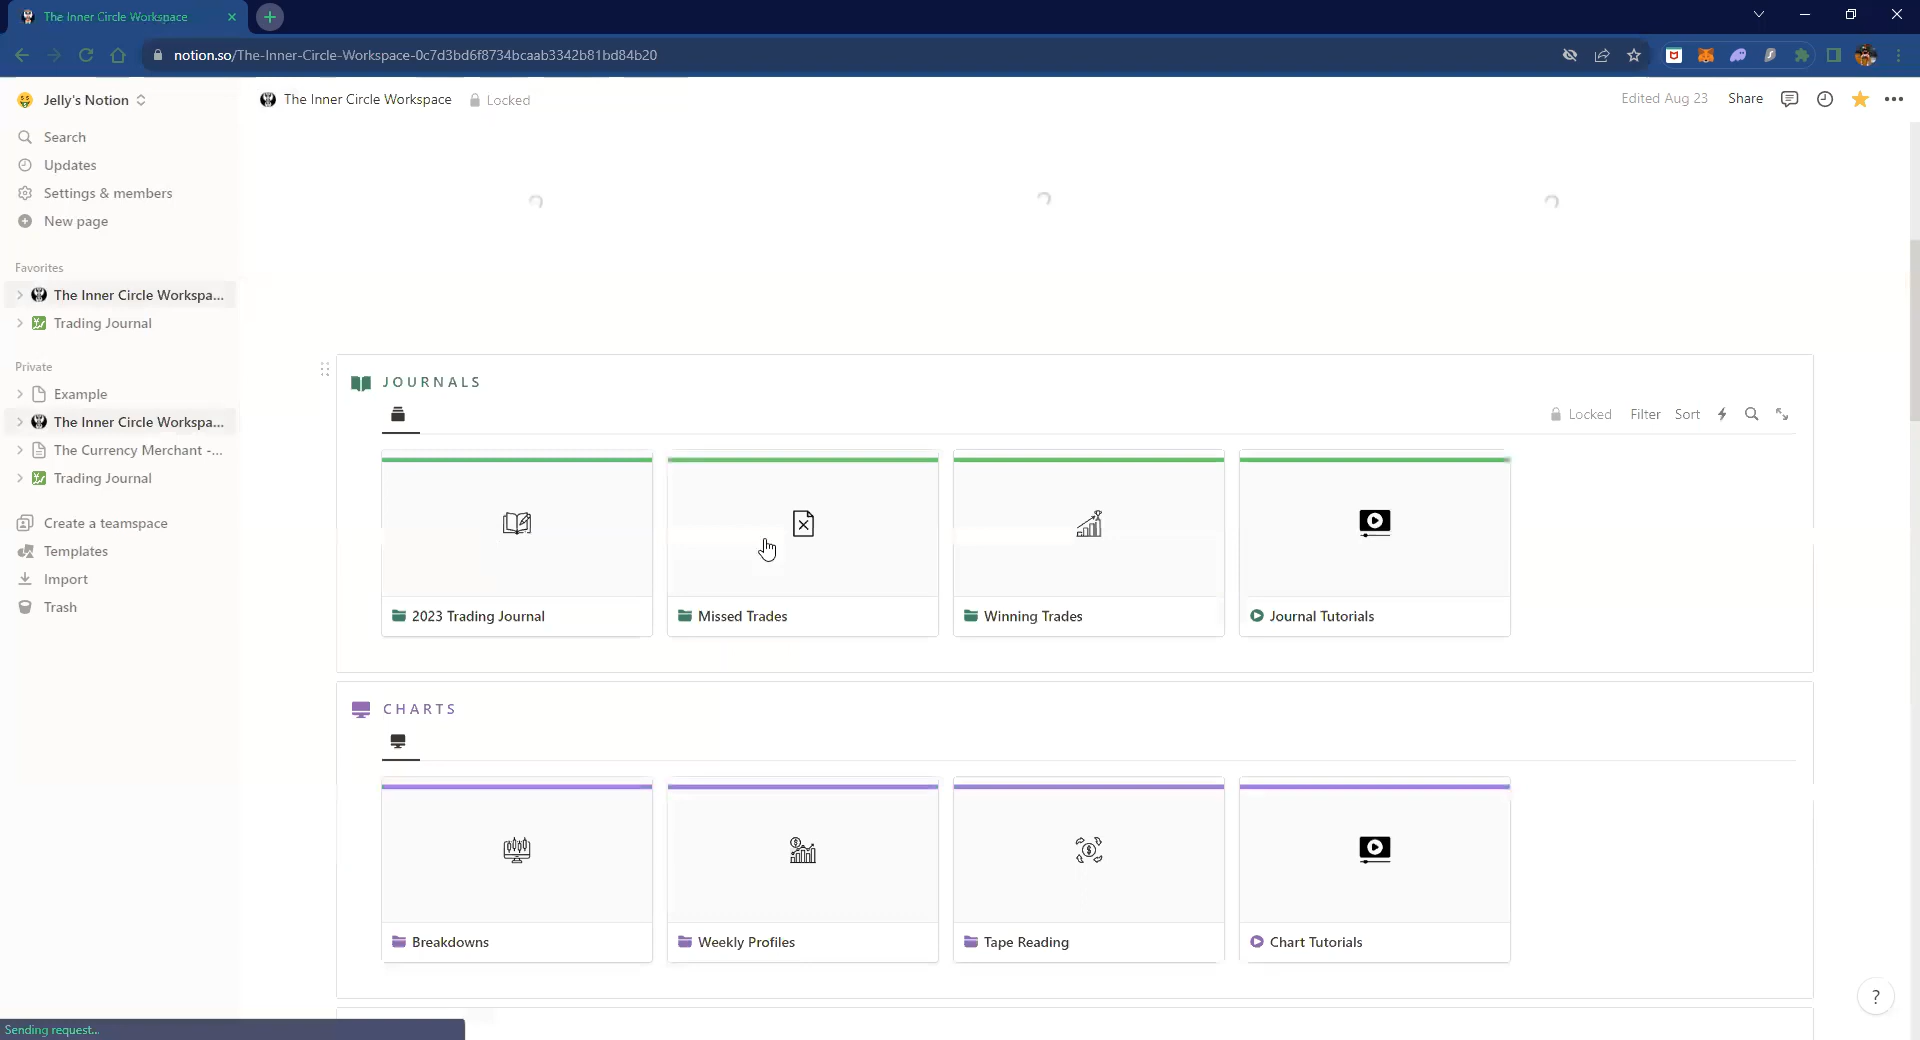 The Inner Circle Workspace
notion.so/The-Inner-Circle-Workspace-0c7d3bd6f8734bcaab3342b81bd84b20
Jelly's Notion
The Inner Circle Workspace
Locked
Edited Aug 23
Share
Search
Updates
Settings & members
New page
Favorites
The Inner Circle Workspa...
Trading Journal
Private
Example
The Inner Circle Workspa...
The Currency Merchant -...
Trading Journal
Create a teamspace
Templates
Import
Trash
JOURNALS
Locked
Filter
Sort
2023 Trading Journal
Missed Trades
Winning Trades
Journal Tutorials
CHARTS
Breakdowns
Weekly Profiles
Tape Reading
Chart Tutorials
?
Sending request...